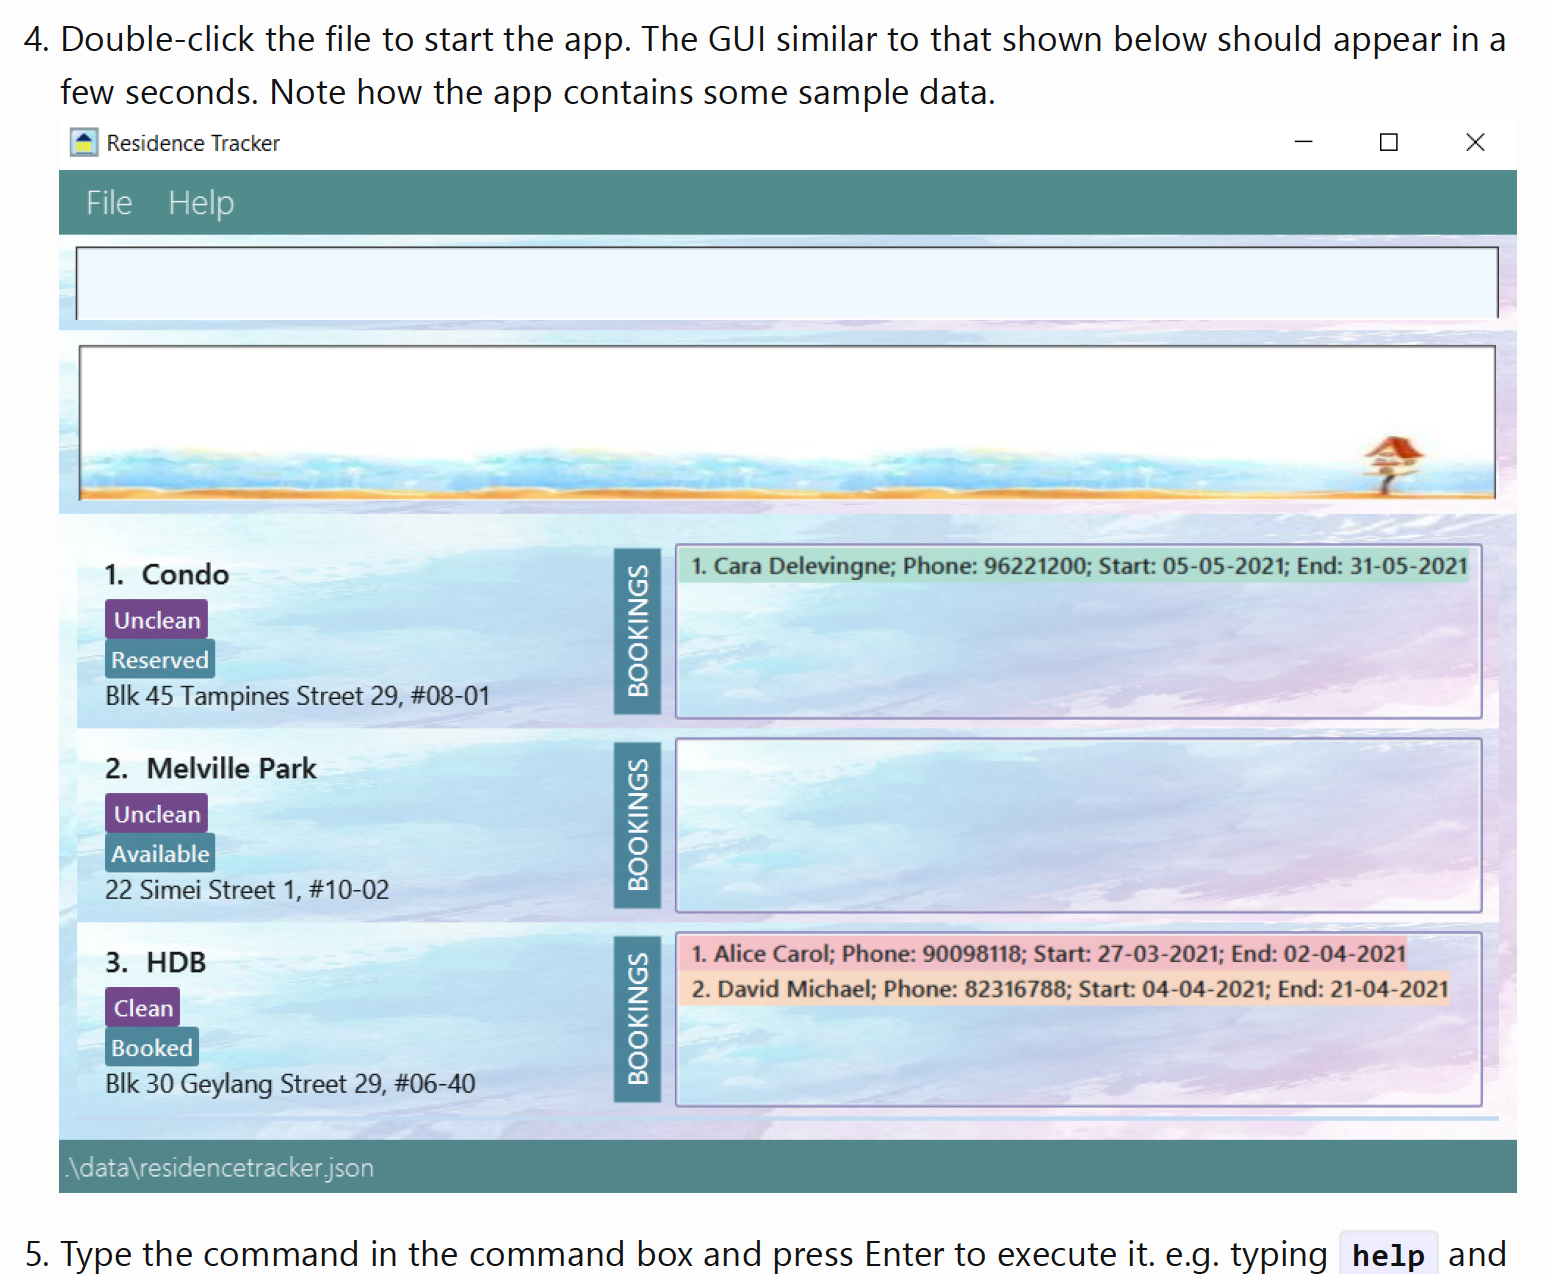 4. Double-click the file to start the app. The GUI similar to that shown below should appear in a
few seconds. Note how the app contains some sample data.
Residence Tracker
File Help
1. Condo
Unclean
Reserved
Blk 45 Tampines Street 29, #08-01
BOOKINGS
1. Cara Delevingne; Phone: 96221200; Start: 05-05-2021; End: 31-05-2021
2. Melville Park
Unclean
Available
22 Simei Street 1, #10-02
BOOKINGS
3. HDB
Clean
Booked
Blk 30 Geylang Street 29, #06-40
BOOKINGS
1. Alice Carol; Phone: 90098118; Start: 27-03-2021; End: 02-04-2021
2. David Michael; Phone: 82316788; Start: 04-04-2021; End: 21-04-2021
.\data\residencetracker.json
5. Type the command in the command box and press Enter to execute it. e.g. typing help and